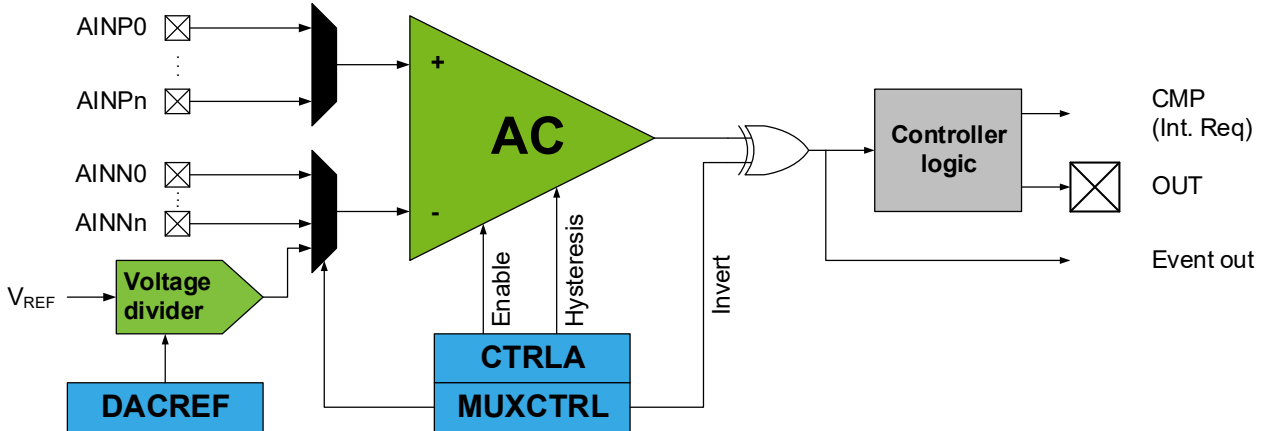 AINP0
AINPn
AINN0
AINNn
VREF
Voltage
divider
DACREF
+
-
AC
Enable
Hysteresis
Invert
CTRLA
MUXCTRL
Controller
logic
CMP
(Int. Req)
OUT
Event out